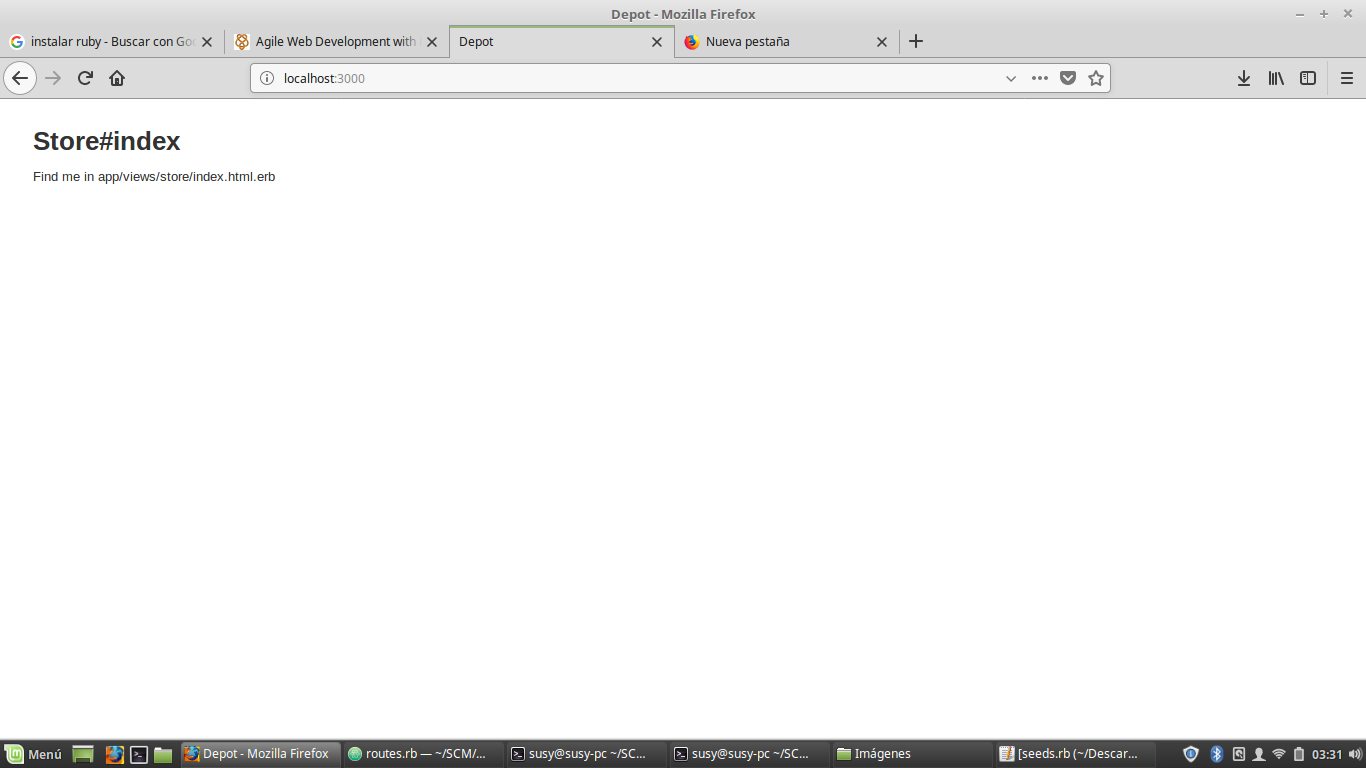 Depot - Mozilla Firefox
instalar ruby - Buscar con Goo
Agile Web Development with
Depot
Nueva pestaña
localhost:3000
Store#index
Find me in app/views/store/index.html.erb
Menú
Depot - Mozilla Firefox
routes.rb — ~/SCM/...
susy@susy-pc ~/SC...
susy@susy-pc ~/SC...
Imágenes
[seeds.rb (~/Descar...
03:31